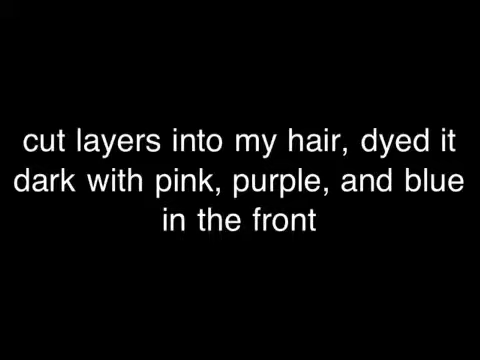 cut layers into my hair, dyed it
dark with pink, purple, and blue
in the front